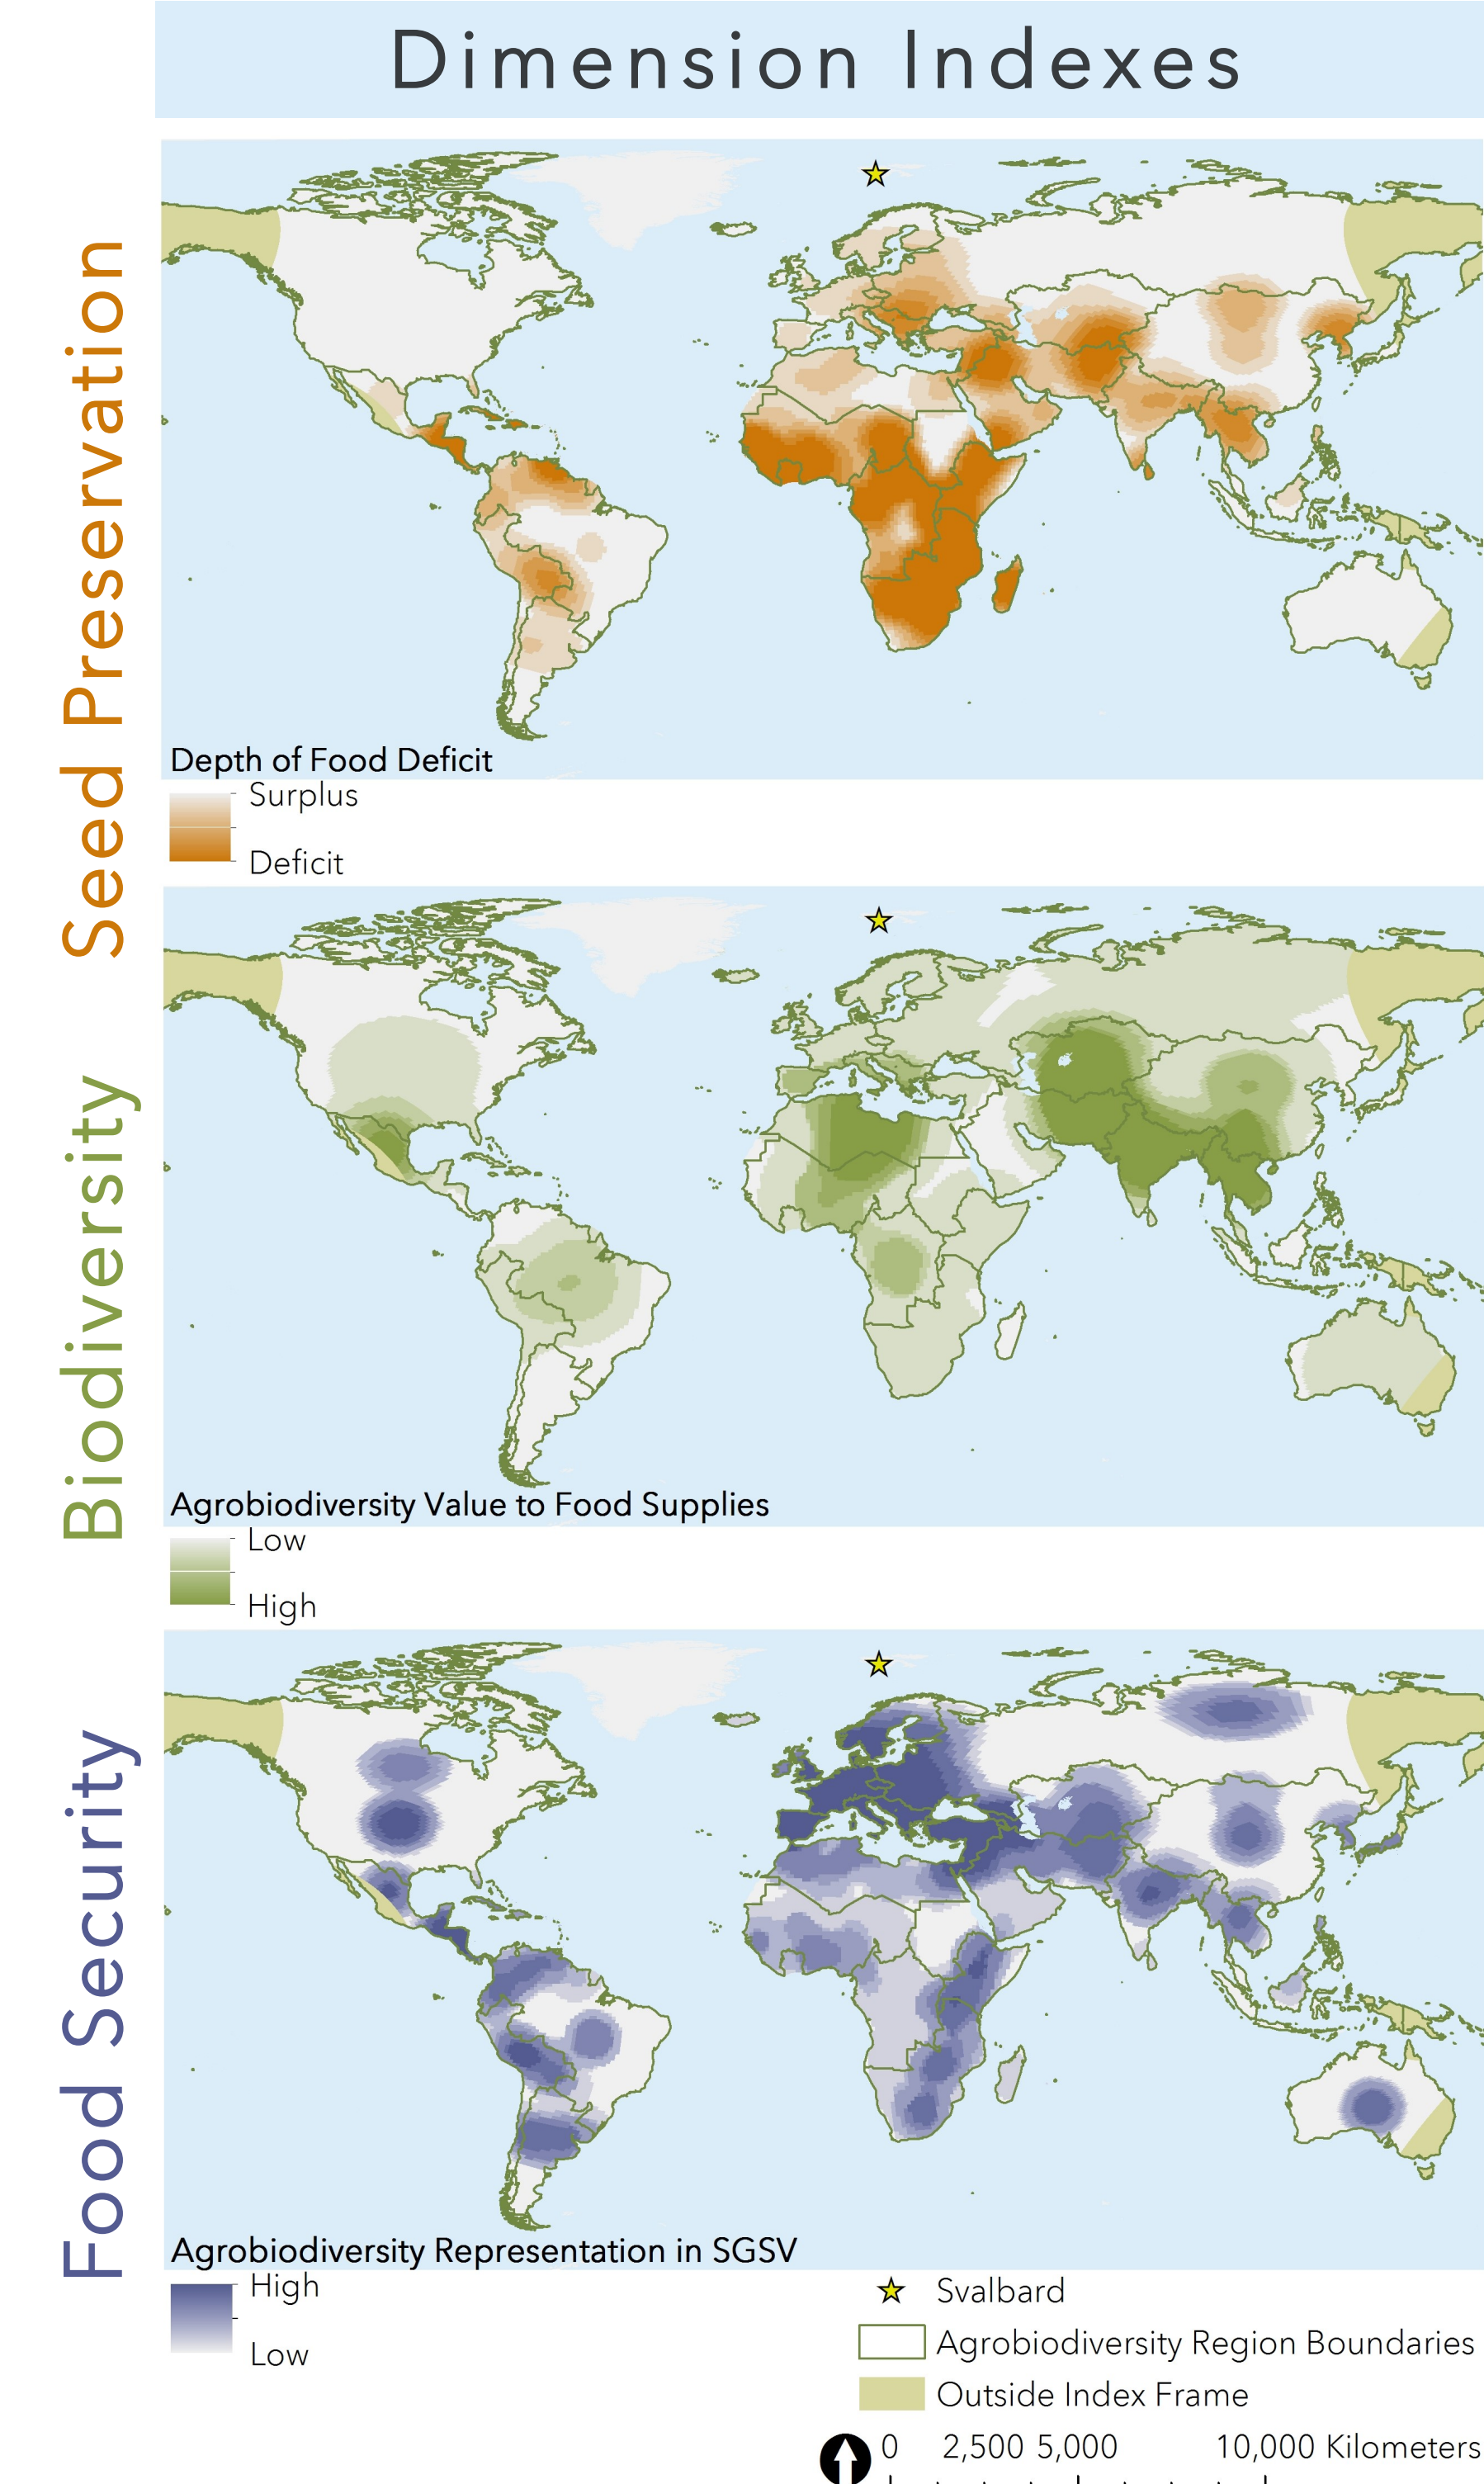 Dimension Indexes
Seed Preservation
Depth of Food Deficit
Surplus
Deficit
Biodiversity
Agrobiodiversity Value to Food Supplies
Low
High
Food Security
Agrobiodiversity Representation in SGSV
High
Low
Svalbard
Agrobiodiversity Region Boundaries
Outside Index Frame
0 2,500 5,000 10,000 Kilometers